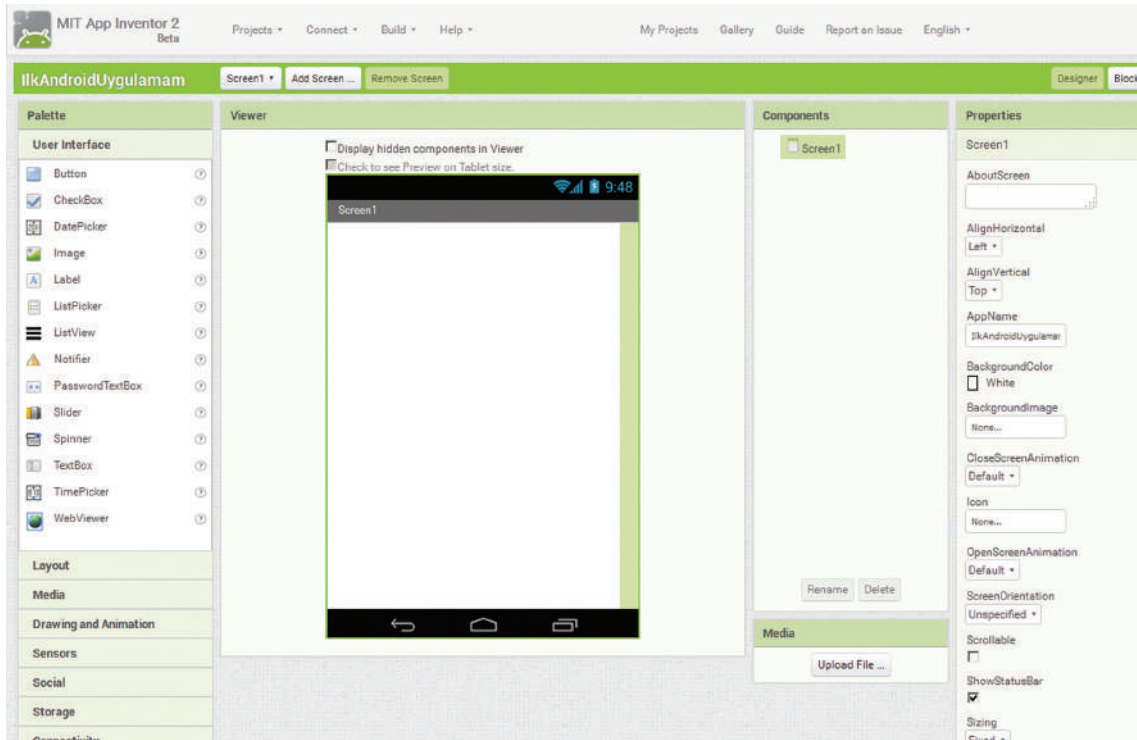 MIT App Inventor 2
Beta
Projects Connect Build Help My Projects Gallery Guide Report an Issue English
IlkAndroidUygulamam Screen1 Add Screen ... Remove Screen Designer Block
Palette
User Interface
Button
CheckBox
DatePicker
Image
Label
ListPicker
ListView
Notifier
PasswordTextBox
Slider
Spinner
TextBox
TimePicker
WebViewer
Layout
Media
Drawing and Animation
Sensors
Social
Storage
Connectivity
Viewer
Display hidden components in Viewer
Check to see Preview on Tablet size.
9:48
Screen1
Components
Screen1
Rename Delete
Media
Upload File ...
Properties
Screen1
AboutScreen
AlignHorizontal
Left
AlignVertical
Top
AppName
IlkAndroidUygulamar
BackgroundColor
White
BackgroundImage
None...
CloseScreenAnimation
Default
Icon
None...
OpenScreenAnimation
Default
ScreenOrientation
Unspecified
Scrollable
ShowStatusBar
Sizing
Fixed